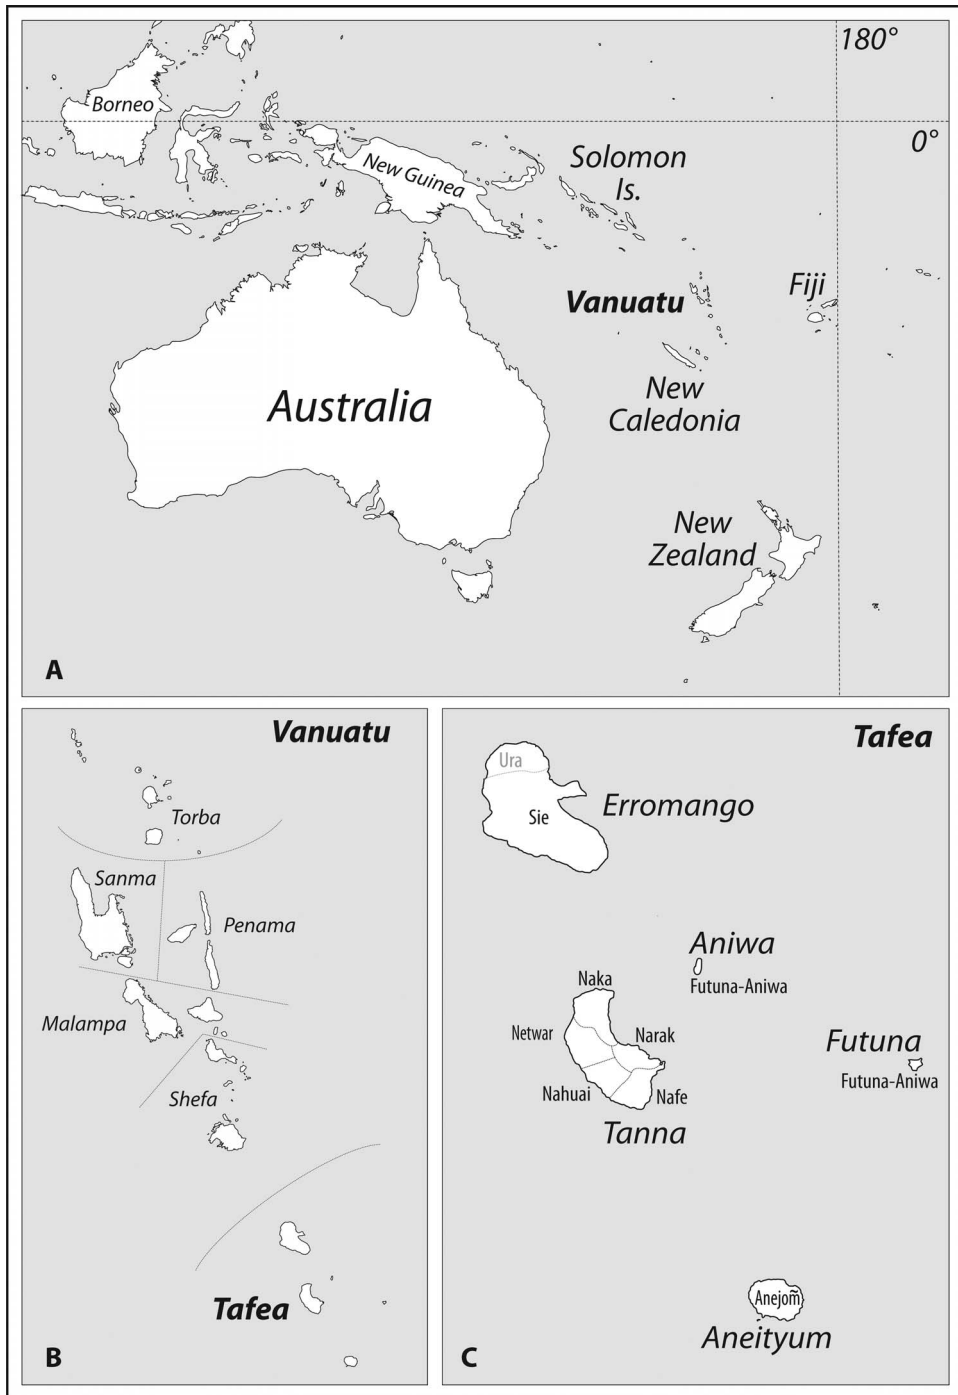 180°
Borneo
0°
Solomon
Is.
New Guinea
Fiji
Vanuatu
Australia
New
Caledonia
New
Zealand
A
Vanuatu
Torba
Sanma
Penama
Malampa
Shefa
Tafea
B
Tafea
Ura
Erromango
Sie
Aniwa
Futuna-Aniwa
Naka
Netwar
Narak
Futuna
Futuna-Aniwa
Nahuai
Nafe
Tanna
Anejom̃
Aneityum
C